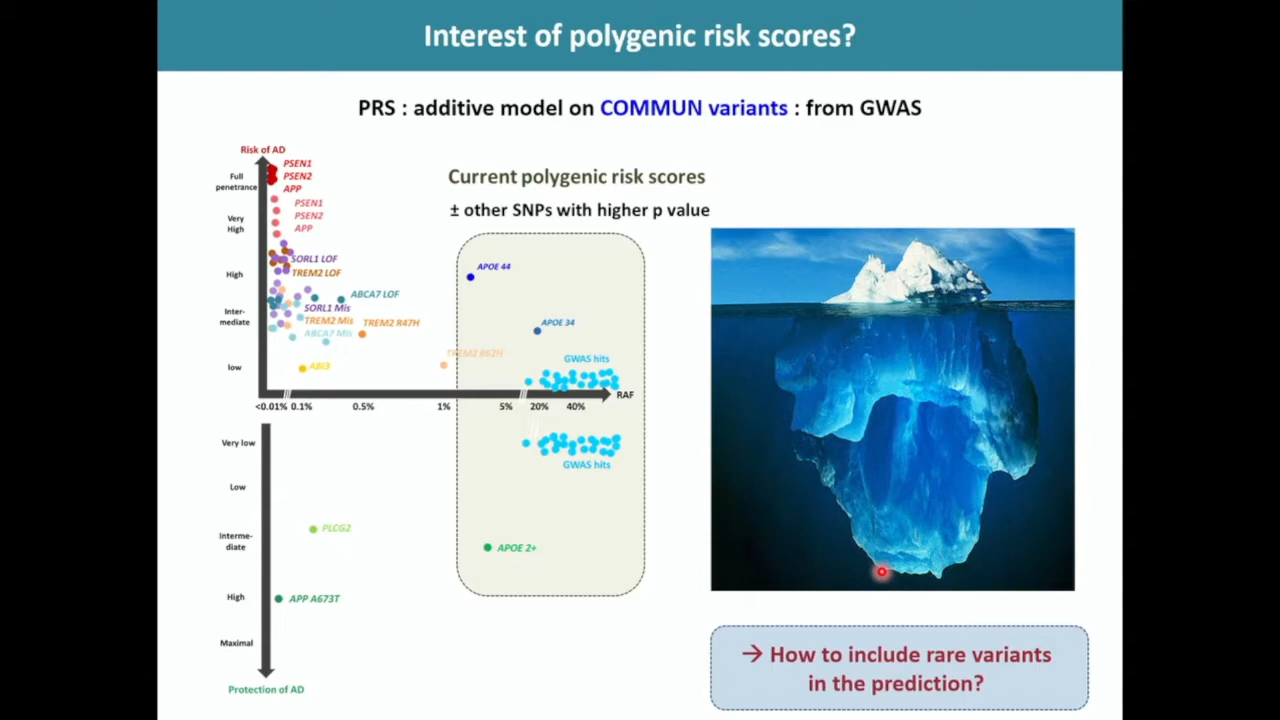 Interest of polygenic risk scores?
PRS : additive model on COMMUN variants : from GWAS
Risk of AD
Full
penetrance
PSEN1
PSEN2
APP
Very
High
PSEN1
PSEN2
APP
High
SORL1 LOF
TREM2 LOF
ABCA7 LOF
Inter-
mediate
SORL1 Mis
TREM2 Mis
TREM2 R47H
ABCA7 Mis
low
ABI3
TREM2 R62H
Current polygenic risk scores
± other SNPs with higher p value
APOE 44
APOE 34
GWAS hits
RAF
<0.01% 0.1% 0.5% 1% 5% 20% 40%
Very low
GWAS hits
Low
Interme-
diate
PLCG2
APOE 2+
High
APP A673T
Maximal
Protection of AD
→ How to include rare variants
in the prediction?